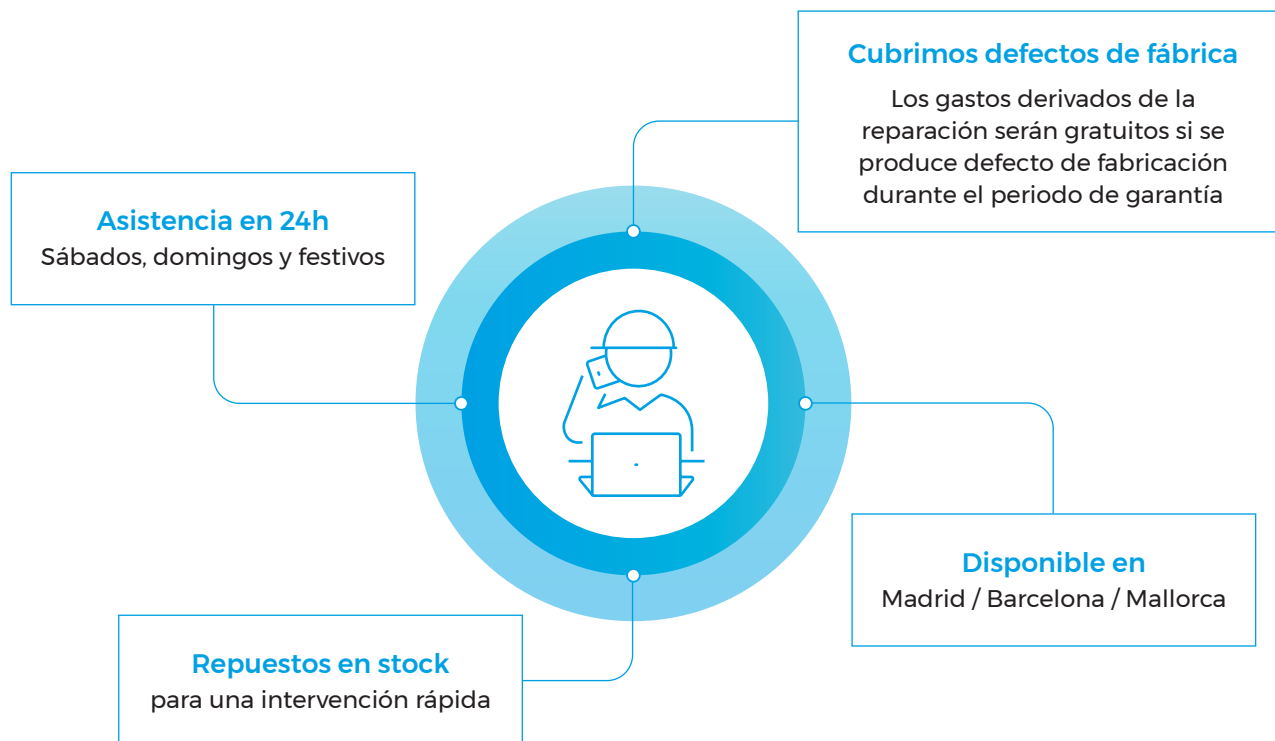 Cubrimos defectos de fábrica
Los gastos derivados de la
reparación serán gratuitos si se
produce defecto de fabricación
durante el periodo de garantía
Asistencia en 24h
Sábados, domingos y festivos
Disponible en
Madrid / Barcelona / Mallorca
Repuestos en stock
para una intervención rápida